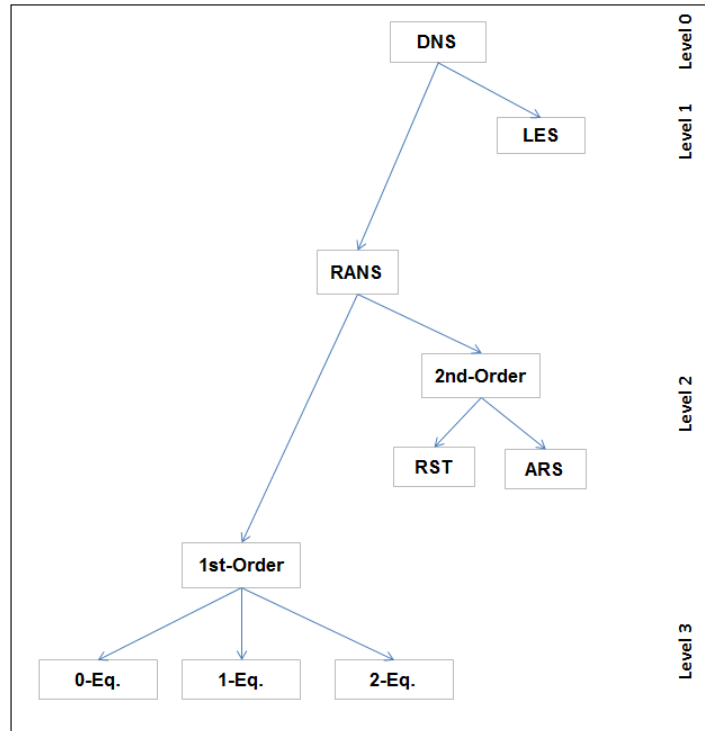 DNS
Level 0
LES
Level 1
RANS
2nd-Order
Level 2
RST
ARS
1st-Order
0-Eq.
1-Eq.
2-Eq.
Level 3